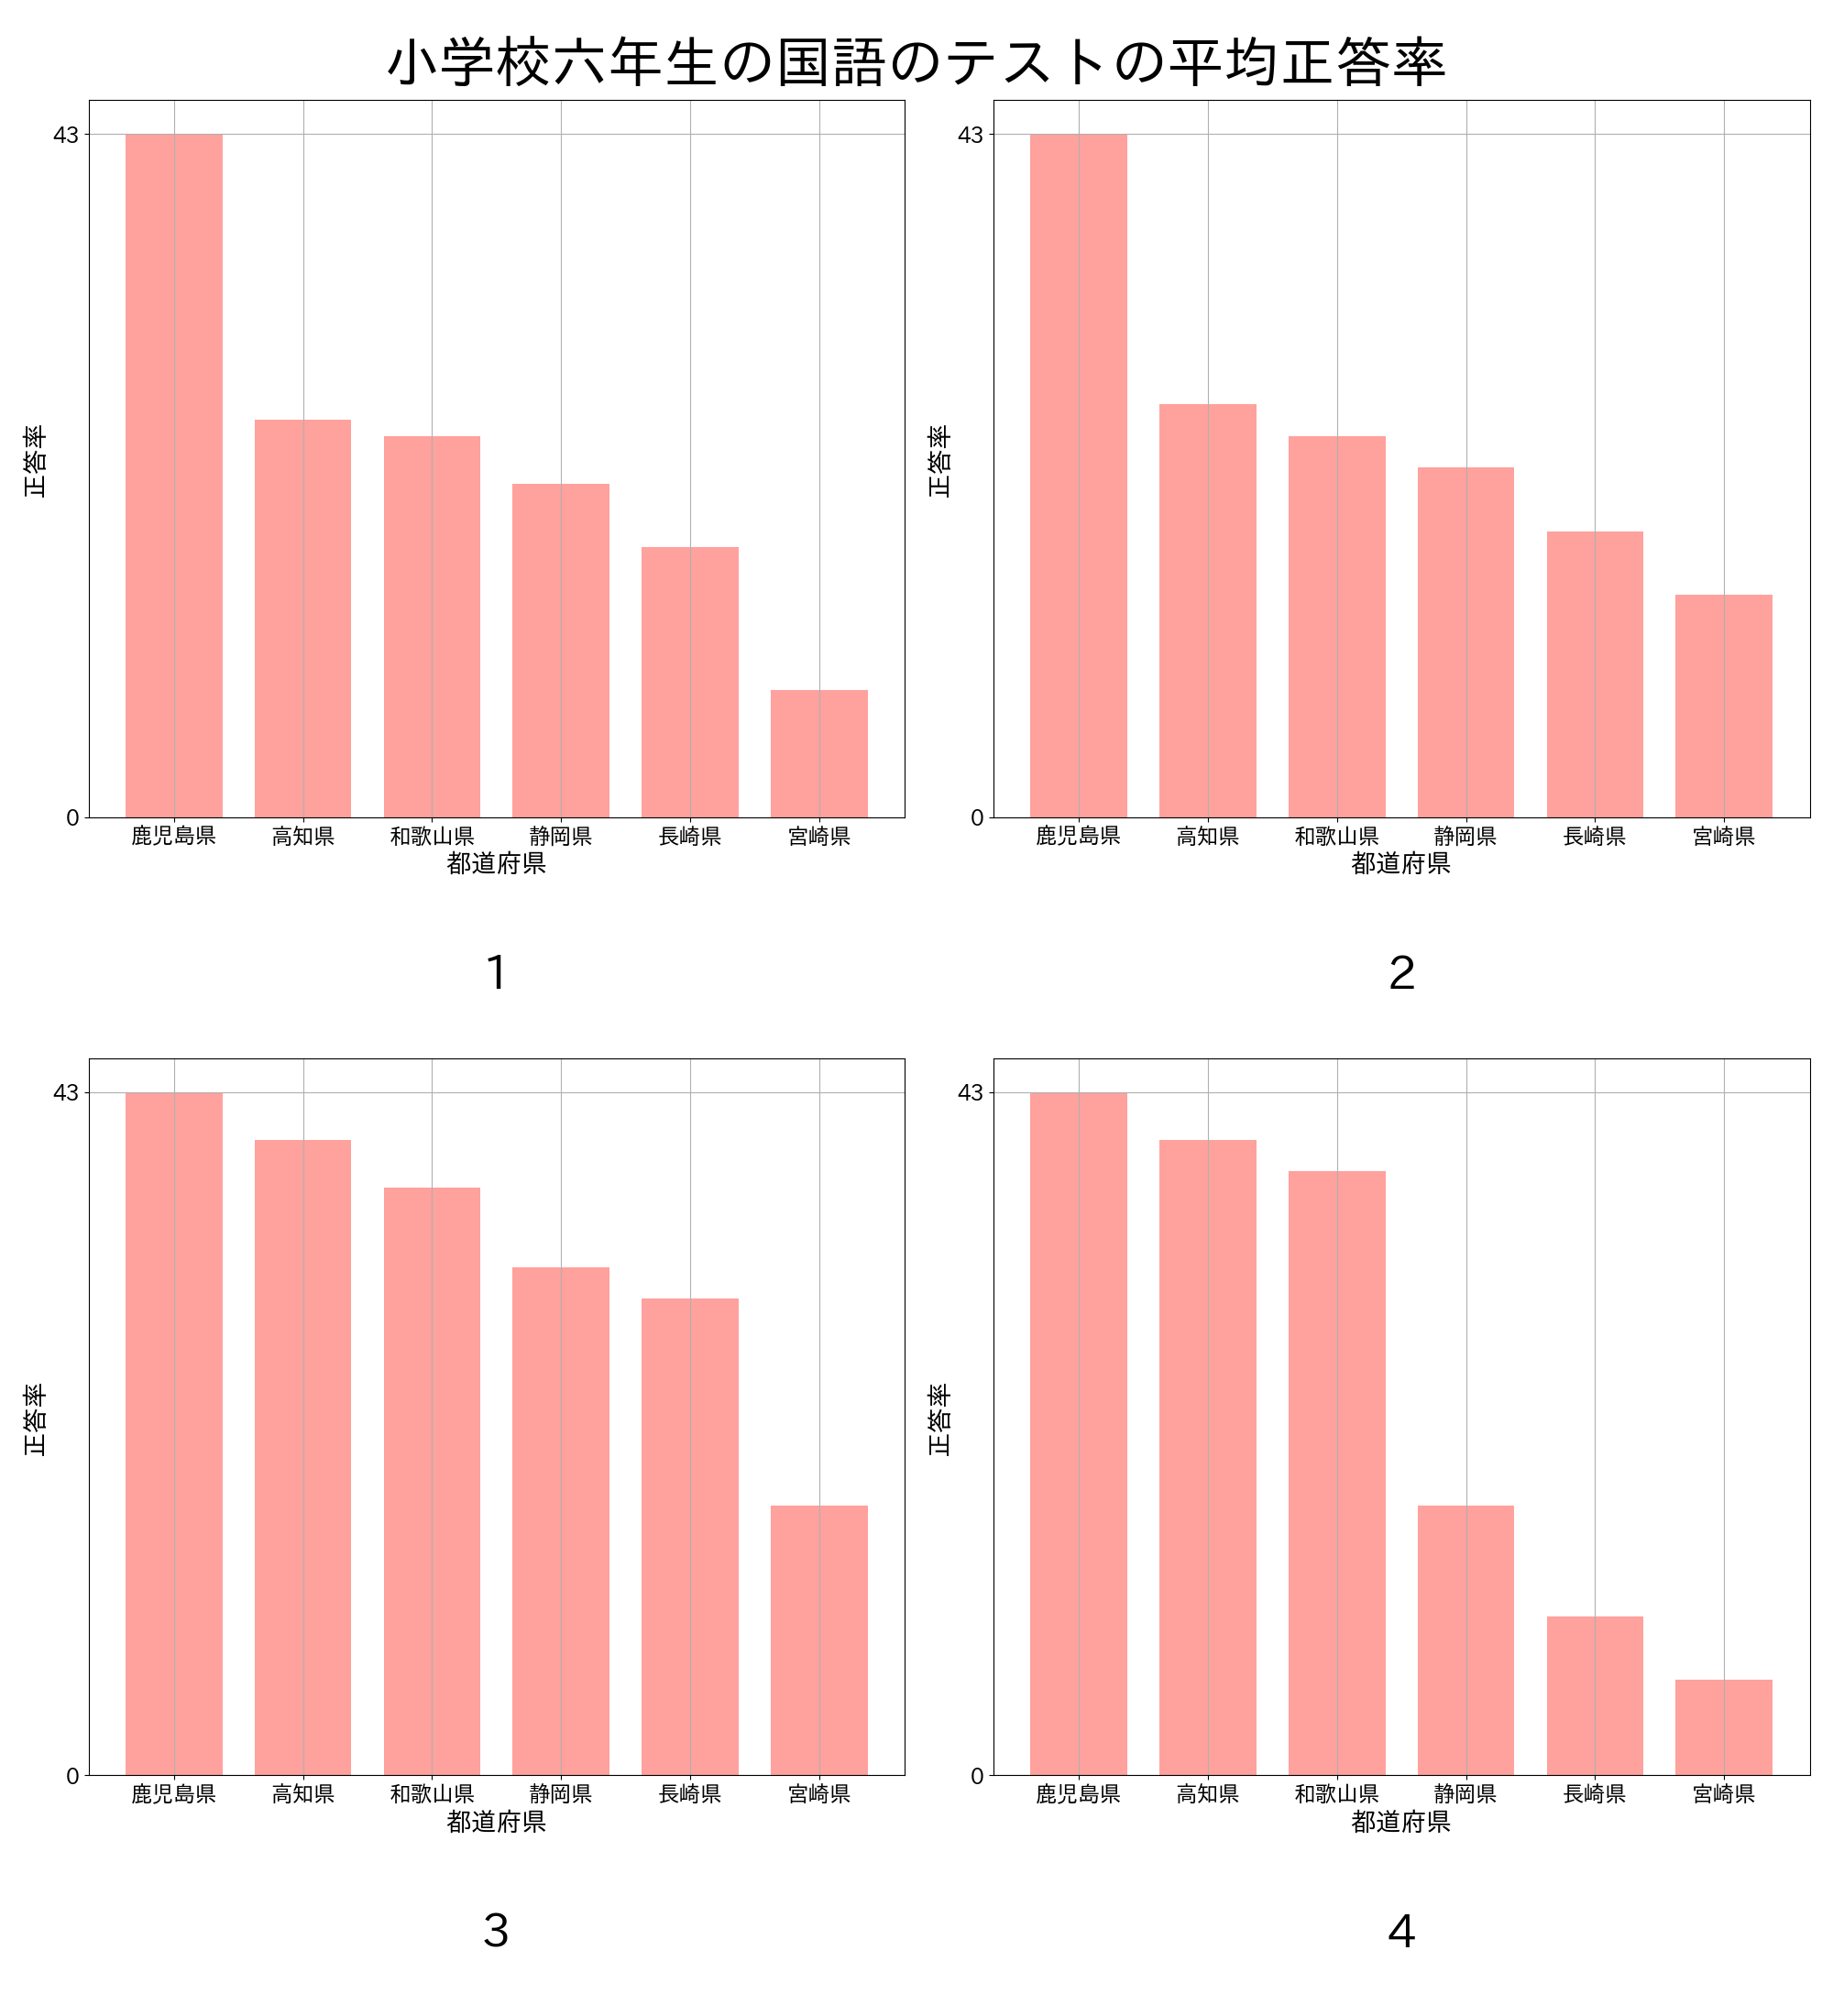 小学校六年生の国語のテストの平均正答率
43
0
正答率
鹿児島県 高知県 和歌山県 静岡県 長崎県 宮崎県
都道府県
1
43
0
正答率
鹿児島県 高知県 和歌山県 静岡県 長崎県 宮崎県
都道府県
2
43
0
正答率
鹿児島県 高知県 和歌山県 静岡県 長崎県 宮崎県
都道府県
3
43
0
正答率
鹿児島県 高知県 和歌山県 静岡県 長崎県 宮崎県
都道府県
4